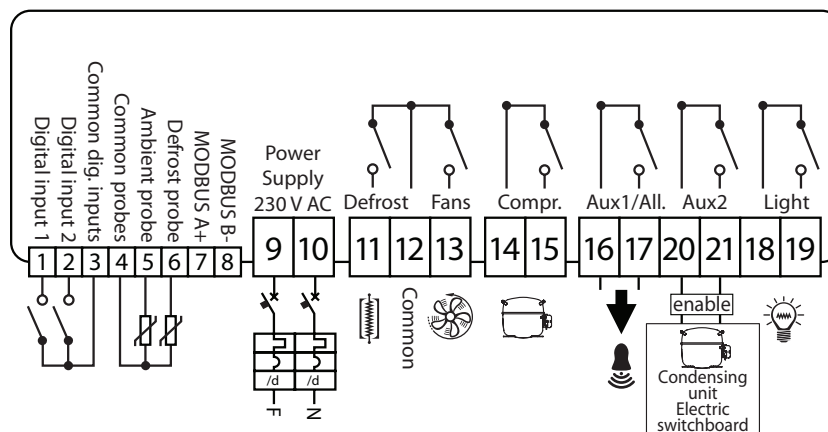 Digital input 1
Digital input 2
Common dig. inputs
Common probes
Ambient probe
Defrost probe
MODBUS A+
MODBUS B-
Power
Supply
230 V AC
Defrost
Fans
Compr.
Aux1/All.
Aux2
Light
1 2 3 4 5 6 7 8
9 10
11 12 13
14 15
16 17 20 21 18 19
Common
enable
/d /d
F N
Condensing
unit
Electric
switchboard